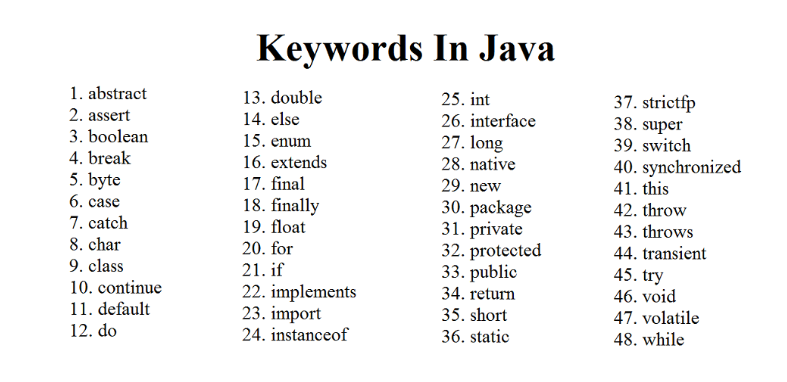 Keywords In Java
1. abstract
2. assert
3. boolean
4. break
5. byte
6. case
7. catch
8. char
9. class
10. continue
11. default
12. do
13. double
14. else
15. enum
16. extends
17. final
18. finally
19. float
20. for
21. if
22. implements
23. import
24. instanceof
25. int
26. interface
27. long
28. native
29. new
30. package
31. private
32. protected
33. public
34. return
35. short
36. static
37. strictfp
38. super
39. switch
40. synchronized
41. this
42. throw
43. throws
44. transient
45. try
46. void
47. volatile
48. while